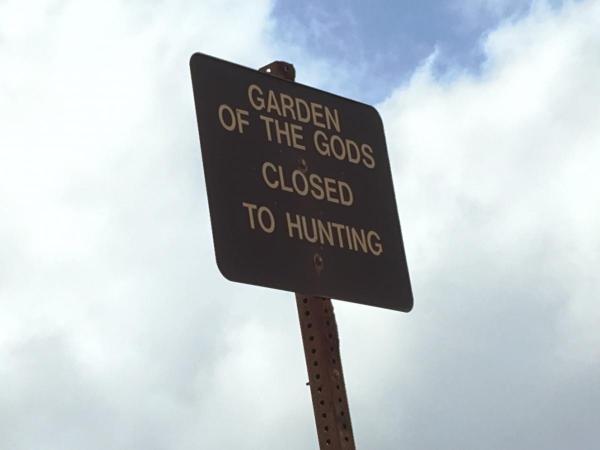 GARDEN
OF THE GODS
CLOSED
TO HUNTING